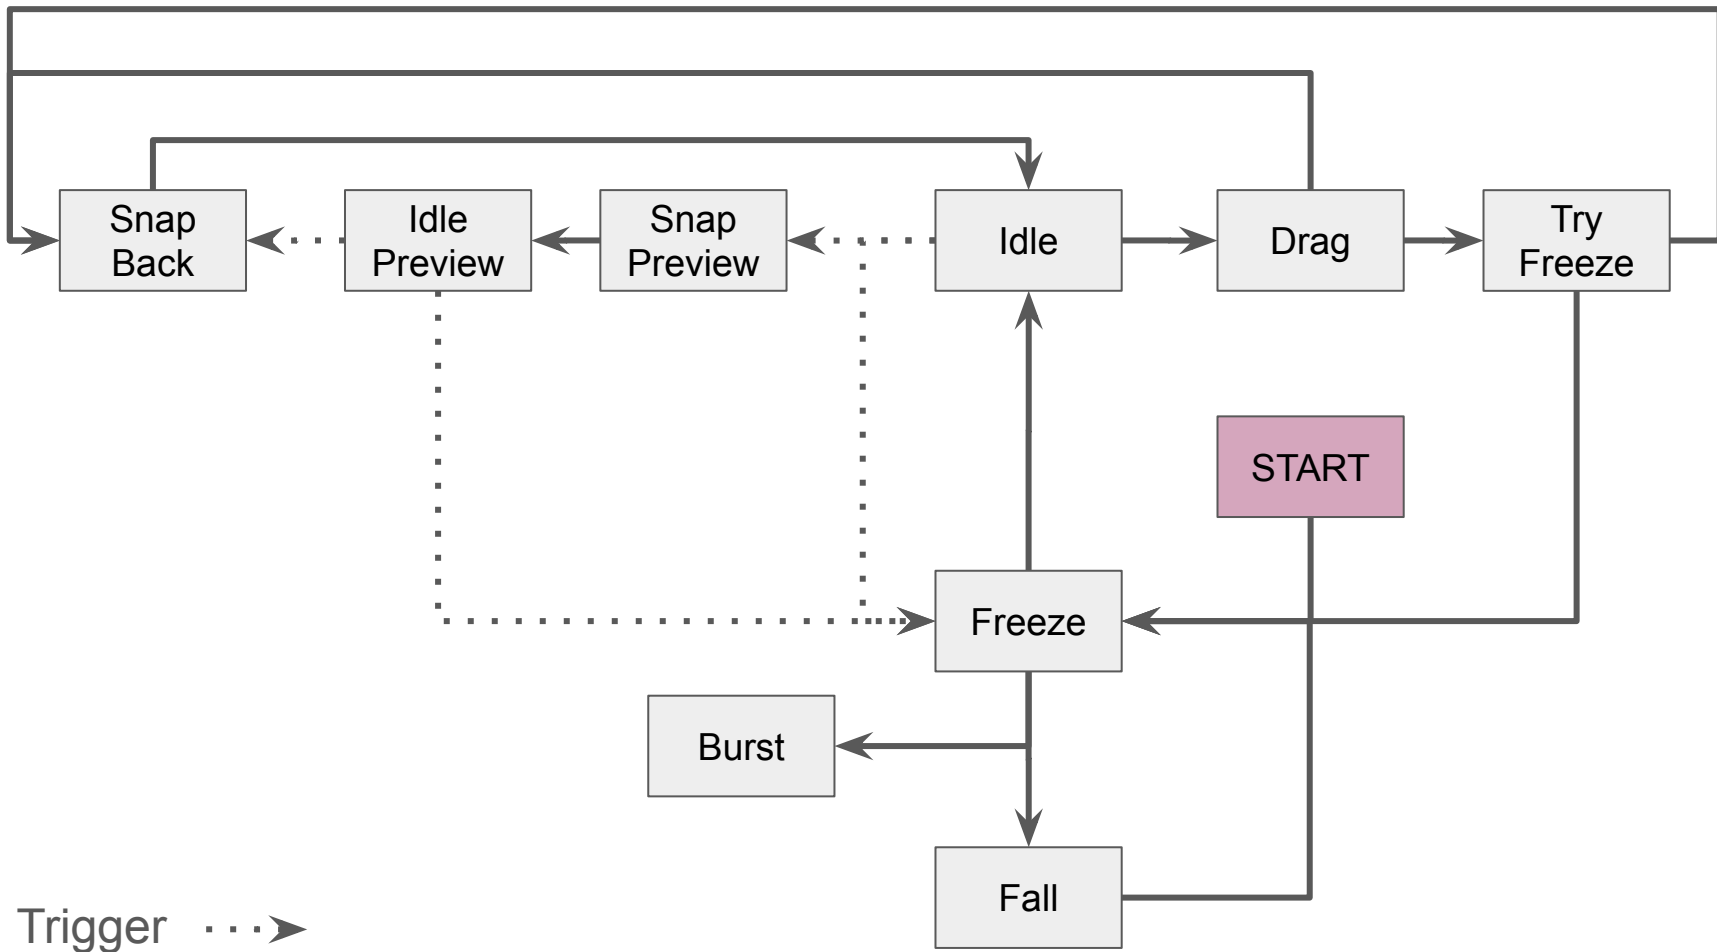 Snap
Back
Idle
Preview
Snap
Preview
Idle
Drag
Try
Freeze
START
Freeze
Burst
Fall
Trigger